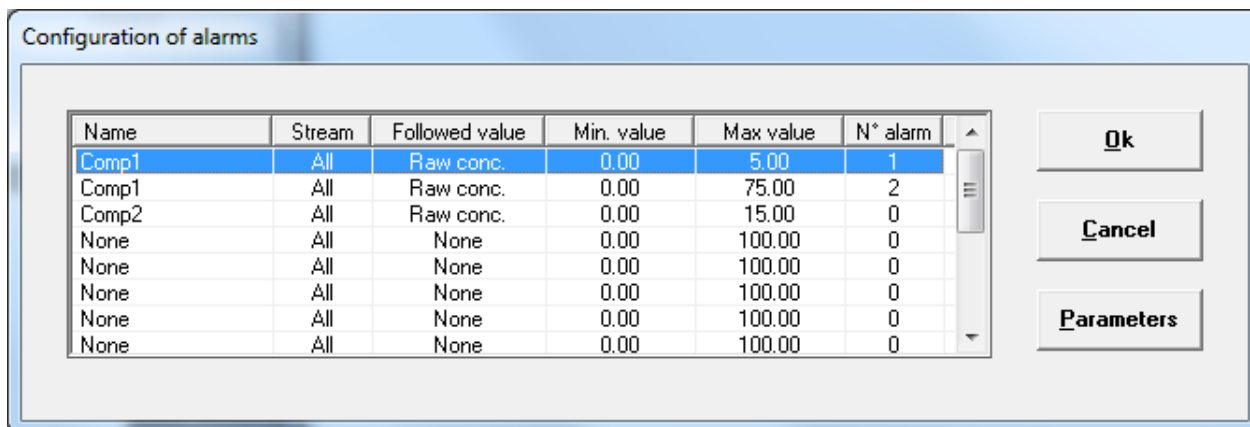 Configuration of alarms
Name Stream Followed value Min. value Max value N° alarm
Comp1 All Raw conc. 0.00 5.00 1
Comp1 All Raw conc. 0.00 75.00 2
Comp2 All Raw conc. 0.00 15.00 0
None All None 0.00 100.00 0
None All None 0.00 100.00 0
None All None 0.00 100.00 0
None All None 0.00 100.00 0
None All None 0.00 100.00 0
Ok
Cancel
Parameters